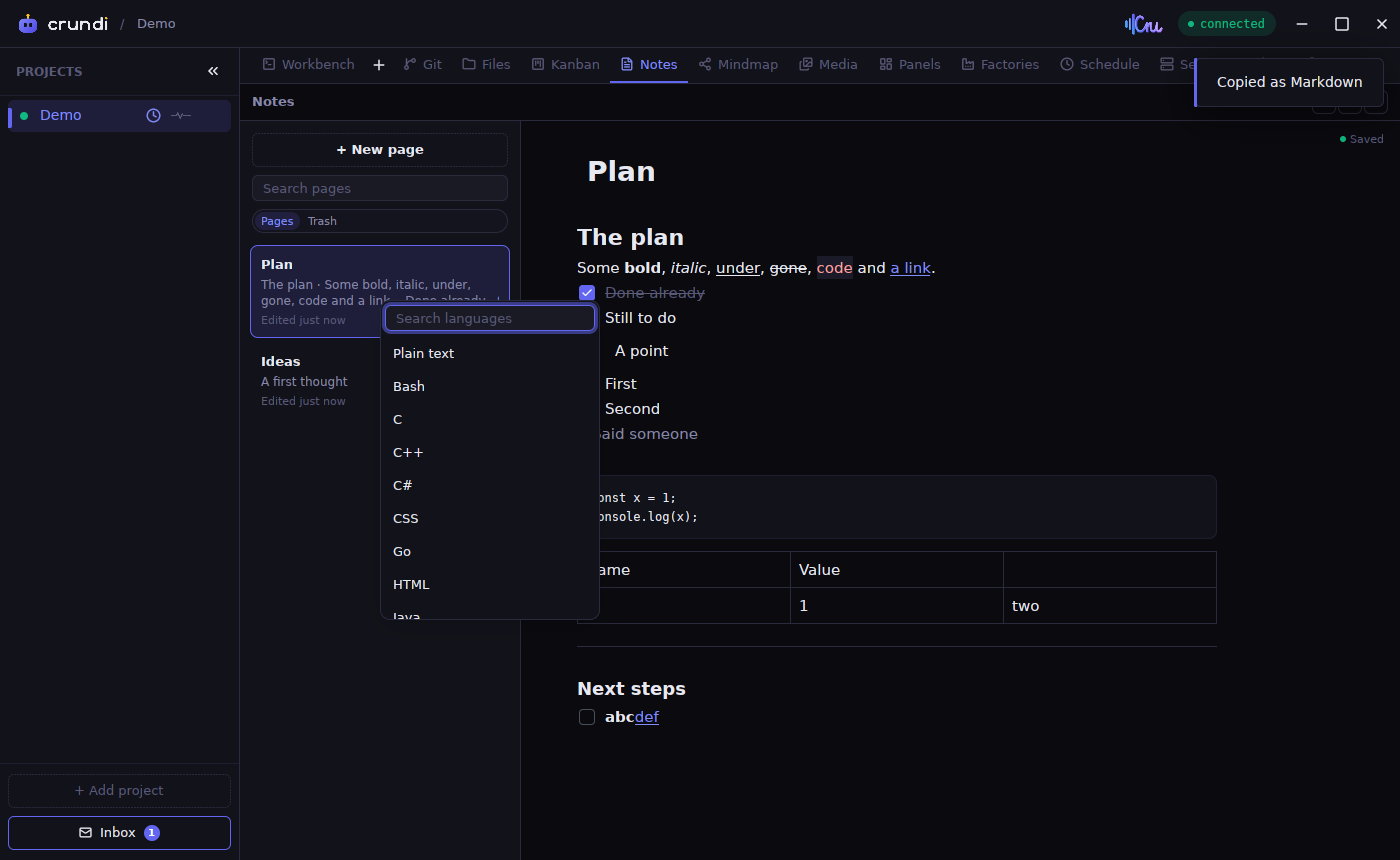 crundi / Demo
Cru
connected
PROJECTS
Demo
+ Add project
Inbox 1
Workbench + Git Files Kanban Notes Mindmap Media Panels Factories Schedule
Copied as Markdown
Notes
+ New page
Search pages
Pages Trash
Plan
The plan · Some bold, italic, under,
gone, code and a link.
Edited just now
Ideas
A first thought
Edited just now
Search languages
Plain text
Bash
C
C++
C#
CSS
Go
HTML
Java
Saved
Plan
The plan
Some bold, italic, under, gone, code and a link.
Done already
Still to do
A point
First
Second
said someone
onst x = 1;
onsole.log(x);
ame Value
1 two
Next steps
abcdef